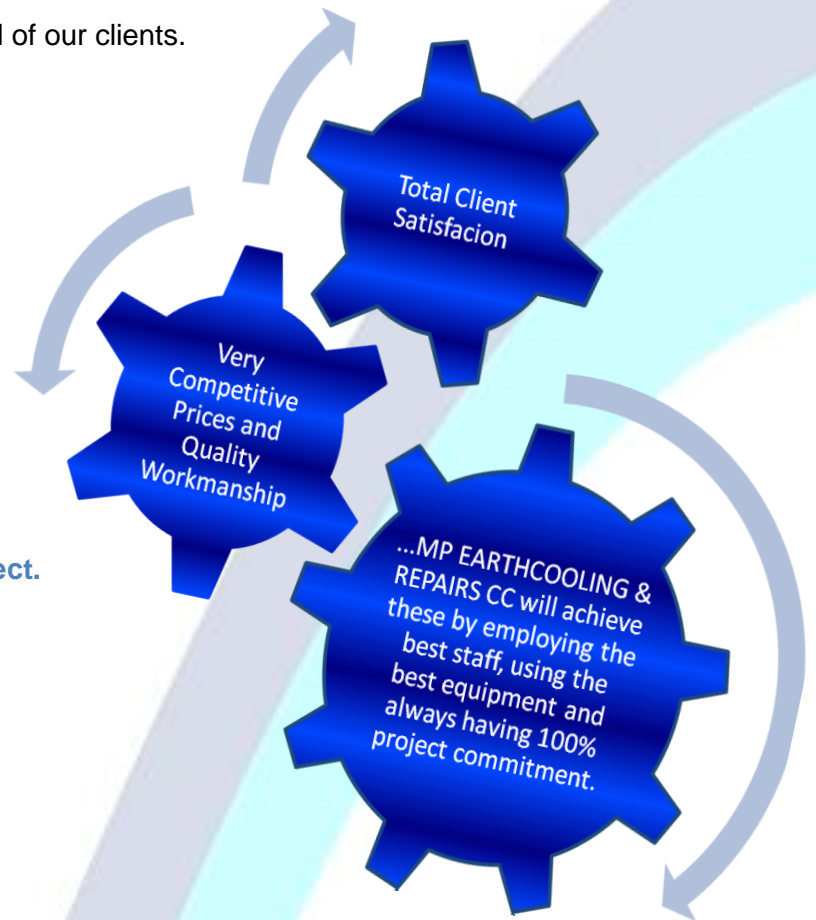 l of our clients.
Total Client
Satisfacion
Very
Competitive
Prices and
Quality
Workmanship
ect.
...MP EARTHCOOLING &
REPAIRS CC will achieve
these by employing the
best staff, using the
best equipment and
always having 100%
project commitment.